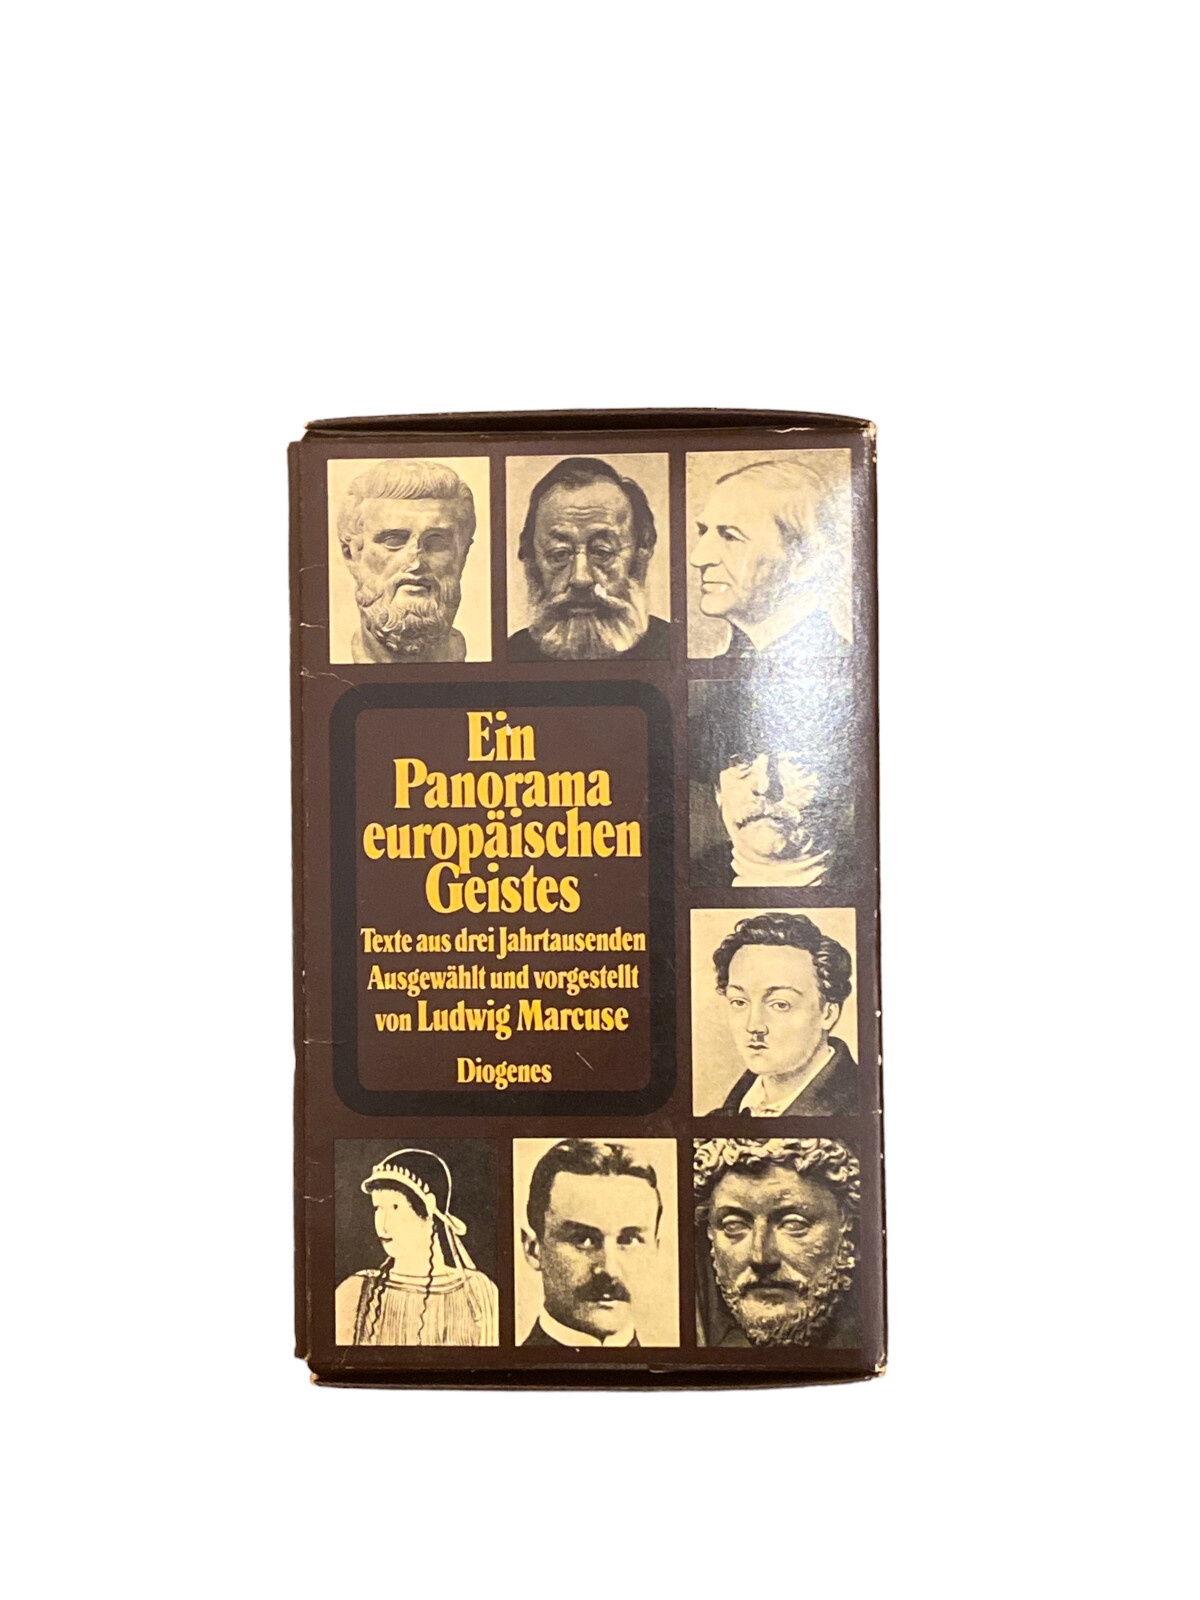 Ein
Panorama
europäischen
Geistes
Texte aus drei Jahrtausenden
Ausgewählt und vorgestellt
von Ludwig Marcuse
Diogenes